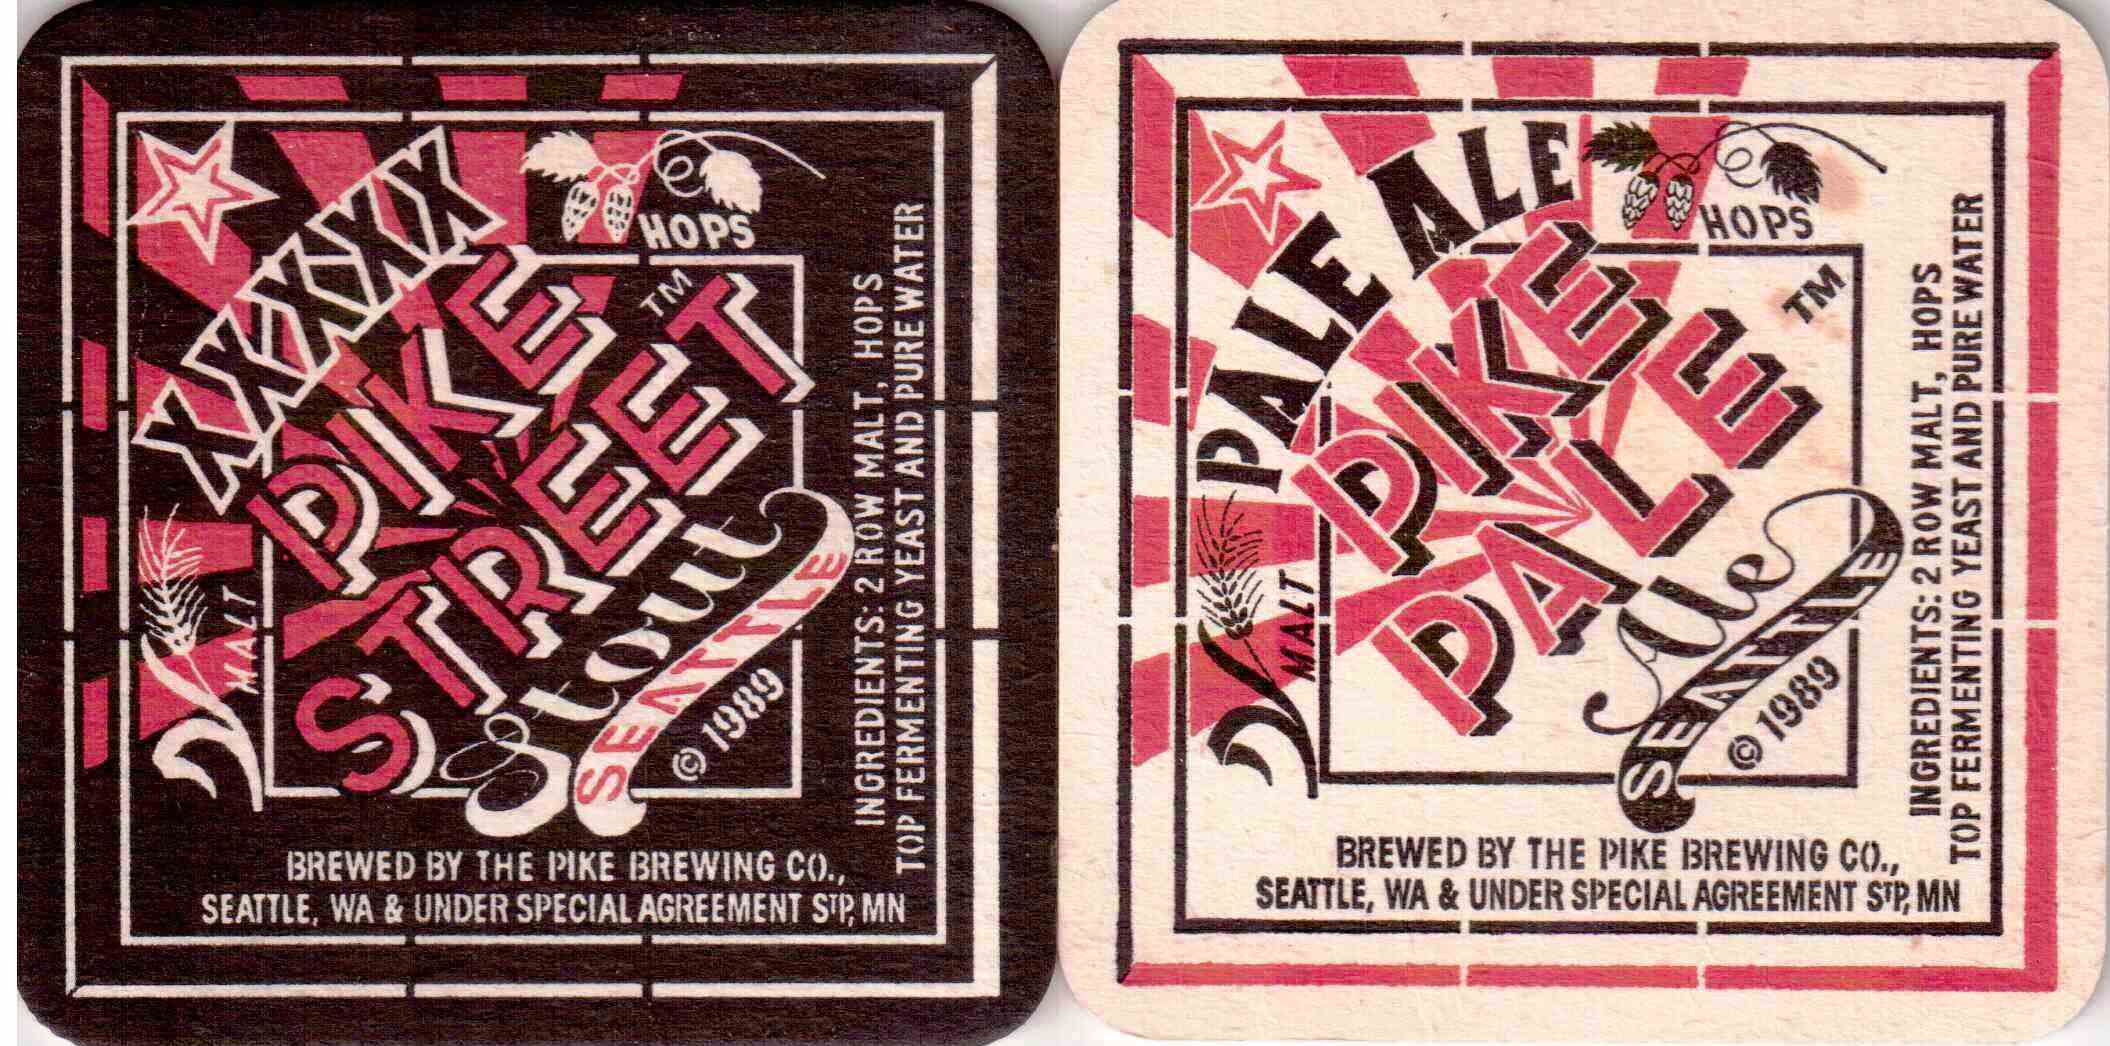 XXXXX
HOPS
PIKE
STREET
TM
Stout
SEATTLE
© 1989
MALT
INGREDIENTS: 2 ROW MALT, HOPS
TOP FERMENTING YEAST AND PURE WATER
BREWED BY THE PIKE BREWING CO.,
SEATTLE, WA & UNDER SPECIAL AGREEMENT STP, MN
PALE ALE
HOPS
PIKE
PALE
TM
Ale
SEATTLE
© 1989
MALT
INGREDIENTS: 2 ROW MALT, HOPS
TOP FERMENTING YEAST AND PURE WATER
BREWED BY THE PIKE BREWING CO.,
SEATTLE, WA & UNDER SPECIAL AGREEMENT STP, MN